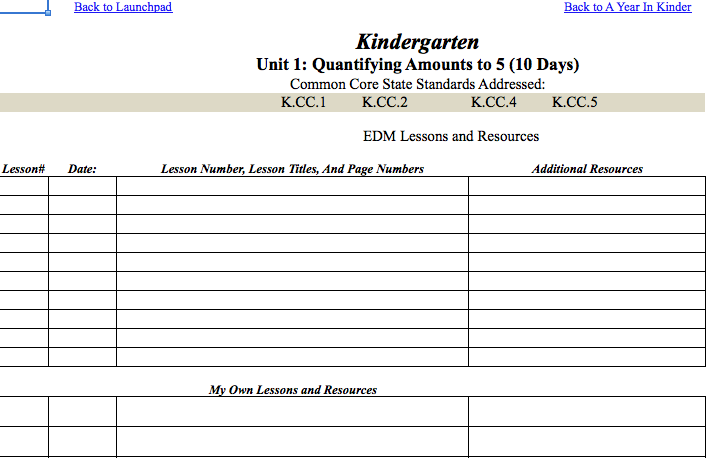 Back to Launchpad Back to A Year In Kinder
Kindergarten
Unit 1: Quantifying Amounts to 5 (10 Days)
Common Core State Standards Addressed:
K.CC.1 K.CC.2 K.CC.4 K.CC.5
EDM Lessons and Resources
Lesson# Date: Lesson Number, Lesson Titles, And Page Numbers Additional Resources
My Own Lessons and Resources